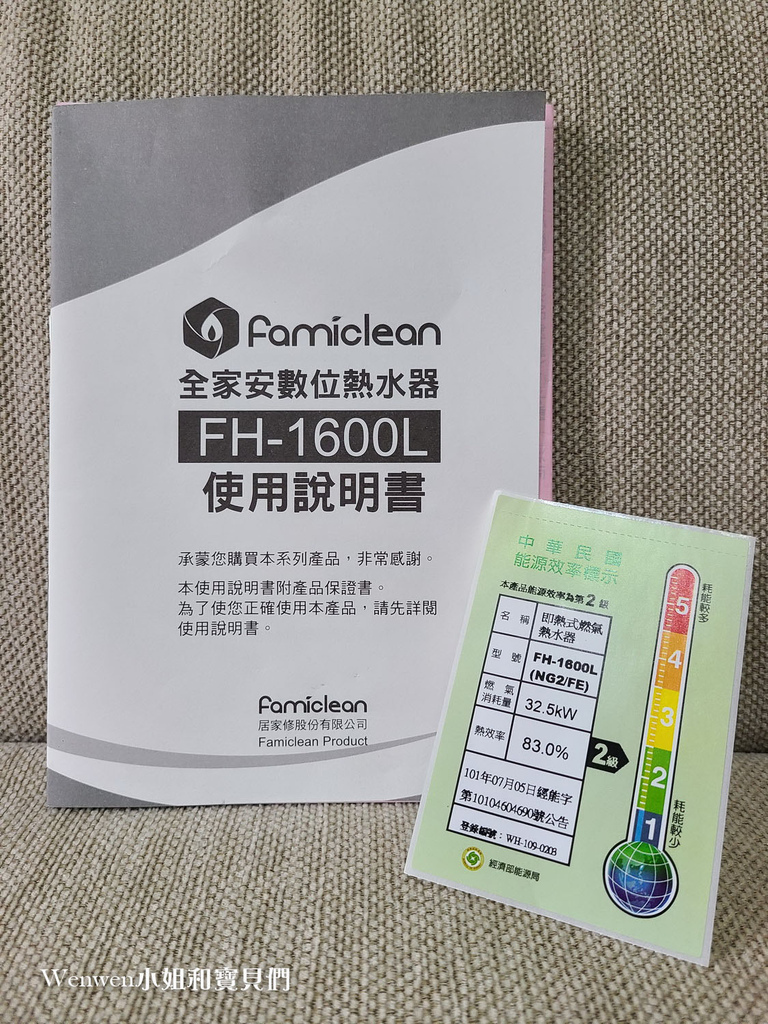 Famiclean
全家安數位熱水器
FH-1600L
使用說明書
承蒙您購買本系列產品，非常感謝。
本使用說明書附產品保證書。
為了使您正確使用本產品，請先詳閱
使用說明書。
Famiclean
居家修股份有限公司
Famiclean Product
中華民國
能源效率標示
本產品能源效率為第2級
名稱 即熱式燃氣
熱水器
型號 FH-1600L
(NG2/FE)
燃氣
消耗量 32.5kW
熱效率 83.0%
101年07月05日經能字
第10104604690號公告
登錄編號：WH-109-0203
經濟部能源局
2級
耗能較多
5
4
3
2
1
耗能較少
Wenwen小姐和寶貝們